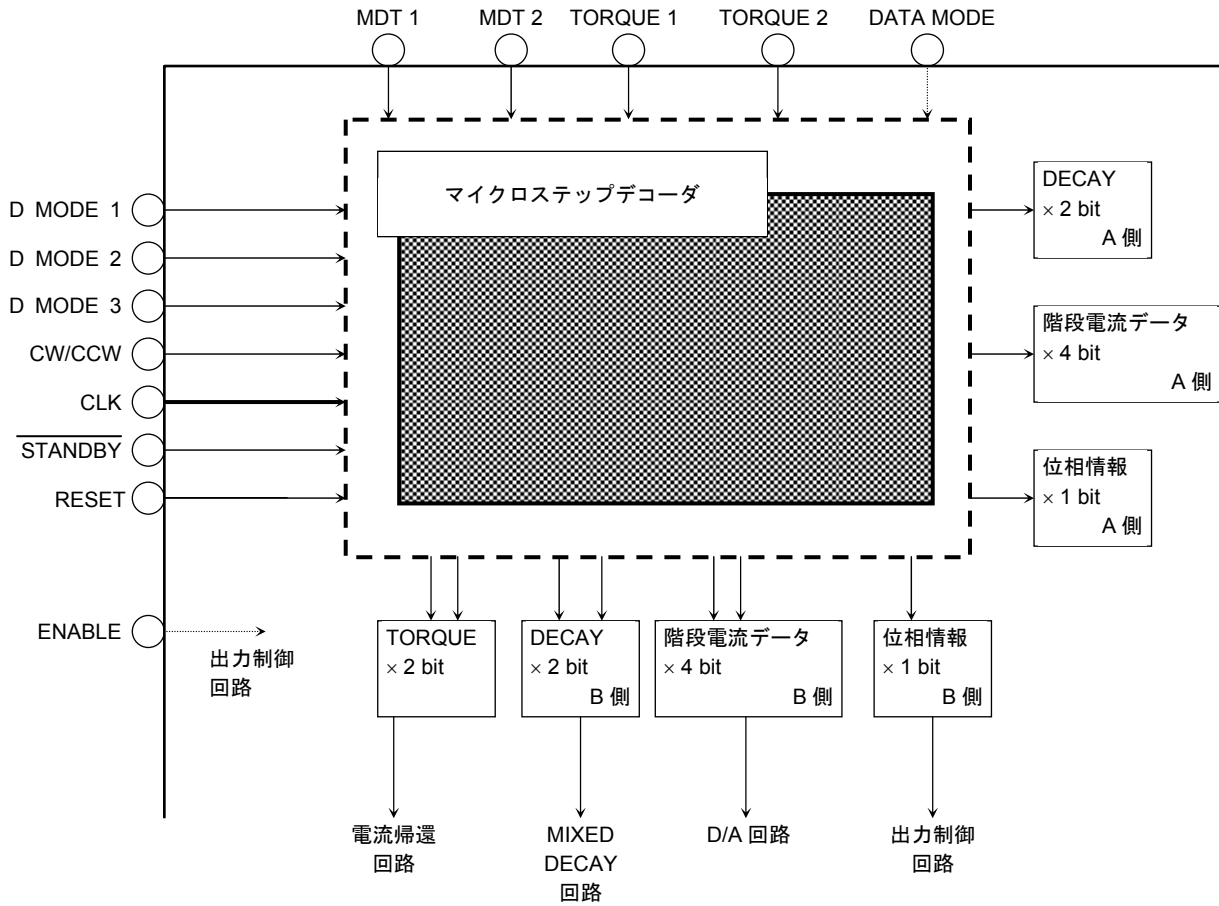 MDT 1
MDT 2
TORQUE 1
TORQUE 2
DATA MODE
マイクロステップデコーダ
D MODE 1
D MODE 2
D MODE 3
CW/CCW
CLK
STANDBY
RESET
ENABLE
出力制御
回路
DECAY
× 2 bit
A 側
階段電流データ
× 4 bit
A 側
位相情報
× 1 bit
A 側
TORQUE
× 2 bit
DECAY
× 2 bit
B 側
階段電流データ
× 4 bit
B 側
位相情報
× 1 bit
B 側
電流帰還
回路
MIXED
DECAY
回路
D/A 回路
出力制御
回路